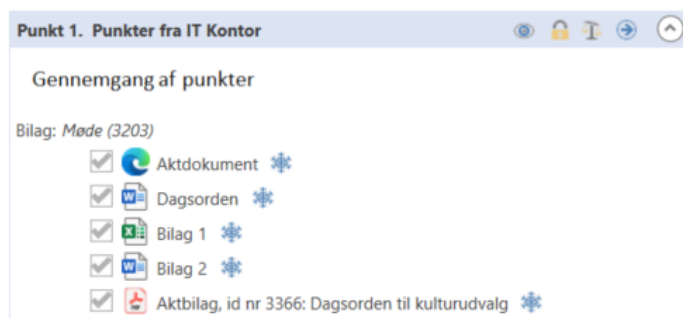 Punkt 1. Punkter fra IT Kontor
Gennemgang af punkter
Bilag: Møde (3203)
Aktdokument
Dagsorden
Bilag 1
Bilag 2
Aktbilag, id nr 3366: Dagsorden til kulturudvalg